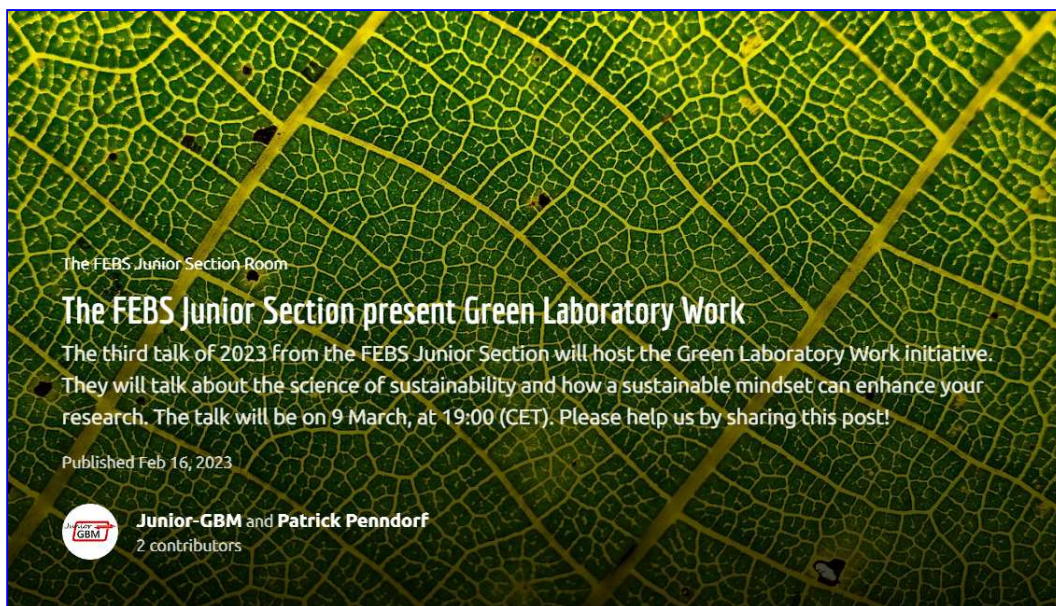 The FEBS Junior Section Room
The FEBS Junior Section present Green Laboratory Work
The third talk of 2023 from the FEBS Junior Section will host the Green Laboratory Work initiative.
They will talk about the science of sustainability and how a sustainable mindset can enhance your
research. The talk will be on 9 March, at 19:00 (CET). Please help us by sharing this post!
Published Feb 16, 2023
Junior
GBM
Junior-GBM and Patrick Penndorf
2 contributors